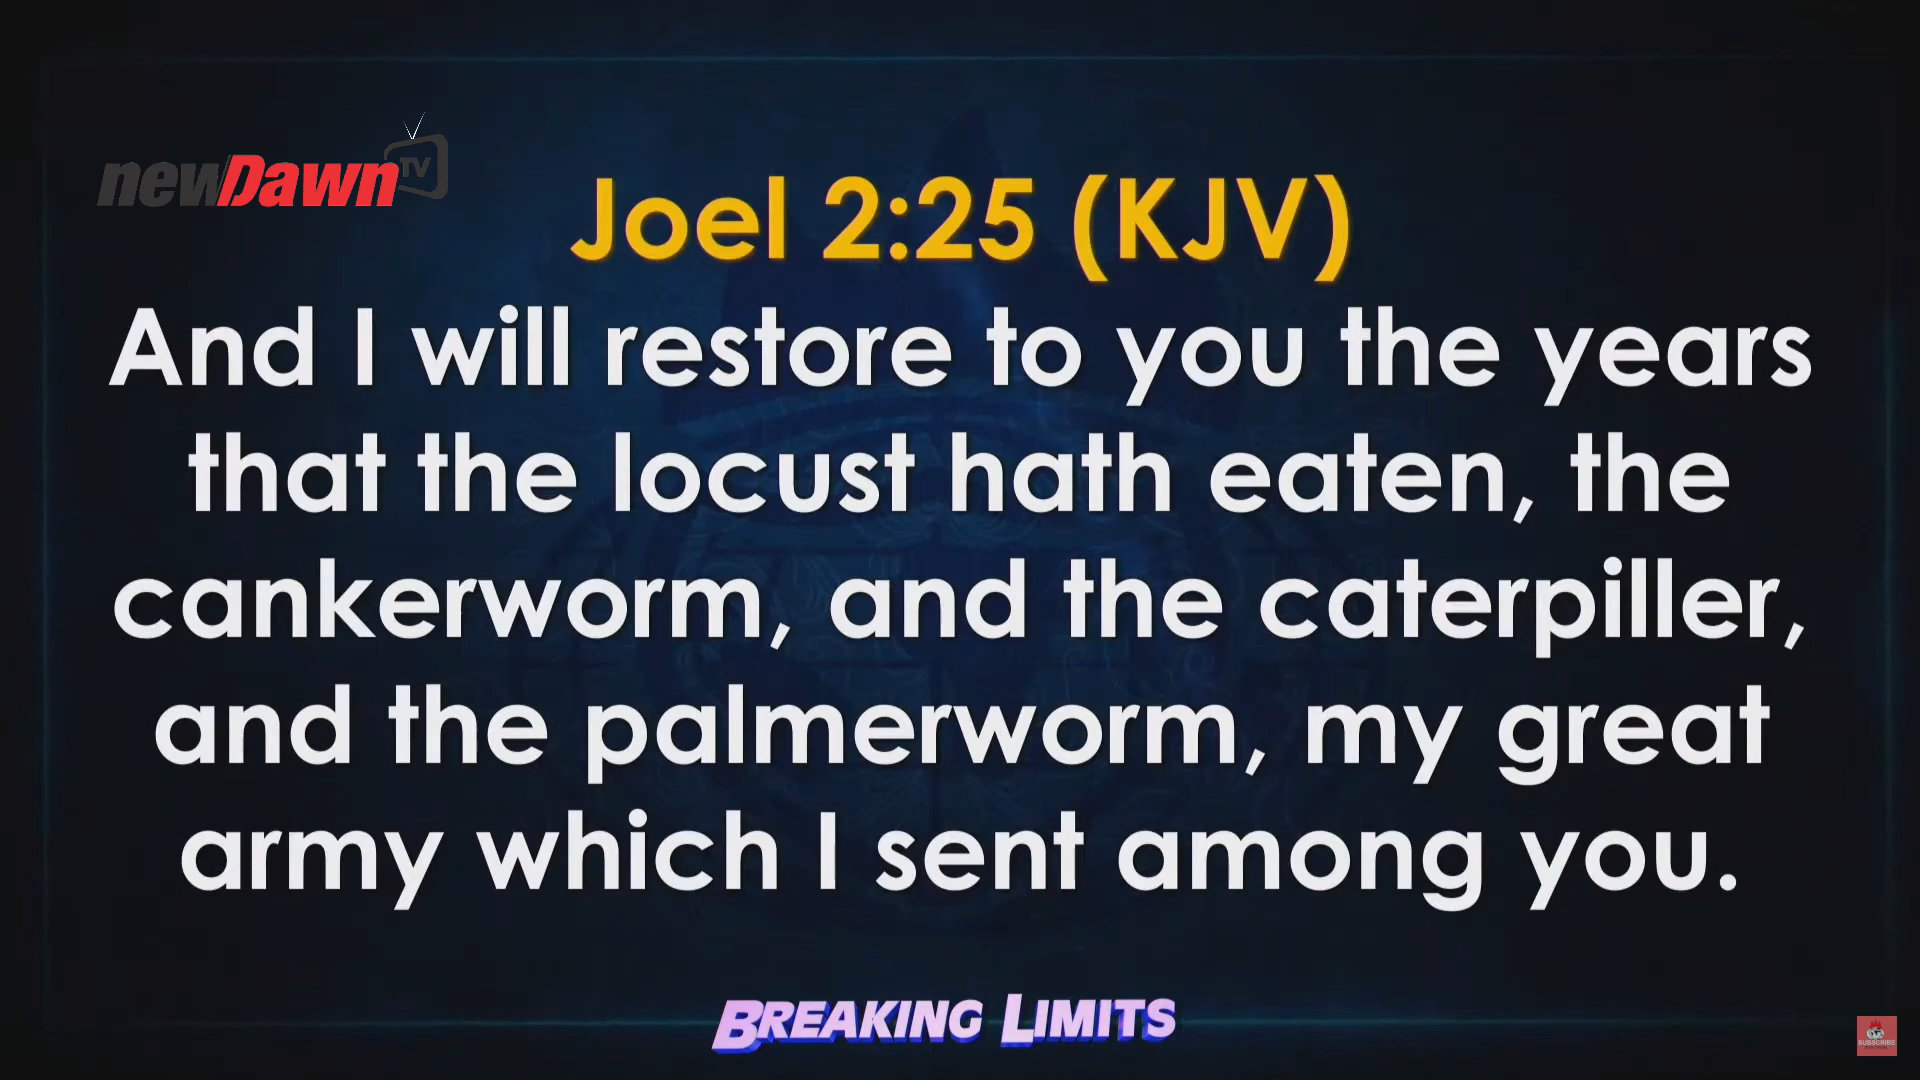 newDawn TV
Joel 2:25 (KJV)
And I will restore to you the years
that the locust hath eaten, the
cankerworm, and the caterpiller,
and the palmerworm, my great
army which I sent among you.
BREAKING LIMITS
SUBSCRIBE